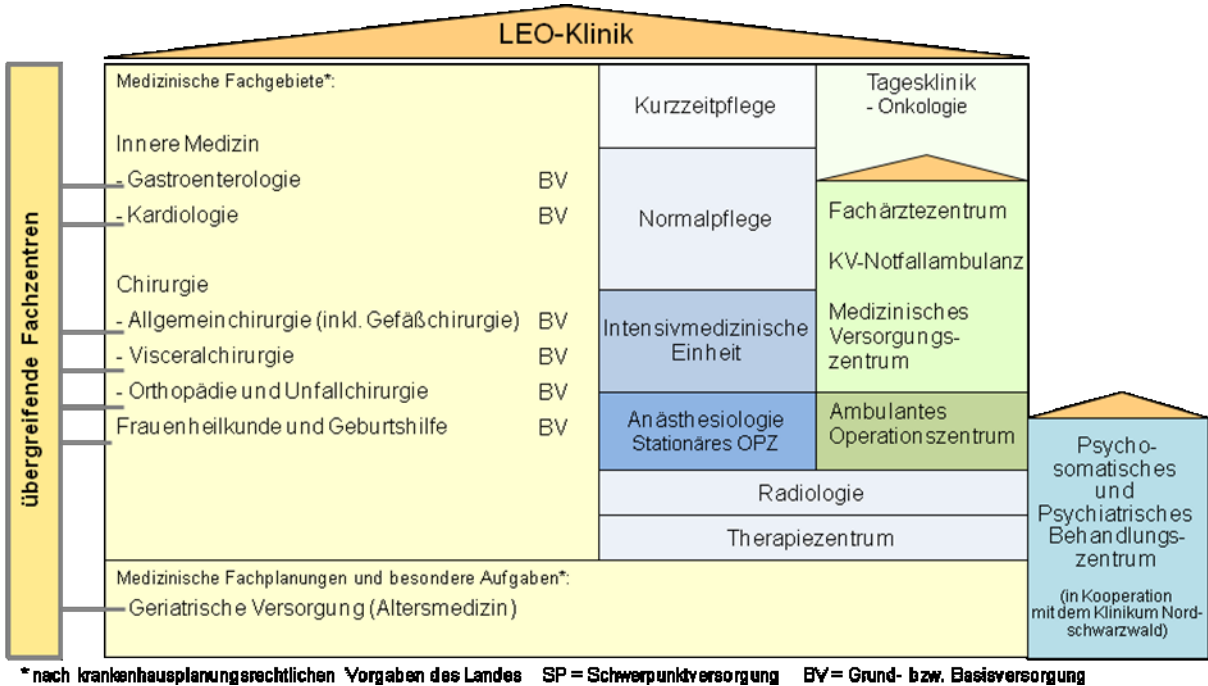 LEO-Klinik
übergreifende Fachzentren
Medizinische Fachgebiete*:
Innere Medizin
- Gastroenterologie BV
- Kardiologie BV
Chirurgie
- Allgemeinchirurgie (inkl. Gefäßchirurgie) BV
- Visceralchirurgie BV
- Orthopädie und Unfallchirurgie BV
Frauenheilkunde und Geburtshilfe BV
Kurzzeitpflege
Normalpflege
Intensivmedizinische
Einheit
Anästhesiologie
Stationäres OPZ
Tagesklinik
- Onkologie
Fachärztezentrum
KV-Notfallambulanz
Medizinisches
Versorgungs-
zentrum
Ambulantes
Operationszentrum
Radiologie
Therapiezentrum
Psycho-
somatisches
und
Psychiatrisches
Behandlungs-
zentrum
(in Kooperation
mit dem Klinikum Nord-
schwarzwald)
Medizinische Fachplanungen und besondere Aufgaben*:
- Geriatrische Versorgung (Altersmedizin)
* nach krankenhausplanungsrechtlichen Vorgaben des Landes SP = Schwerpunktversorgung BV = Grund- bzw. Basisversorgung